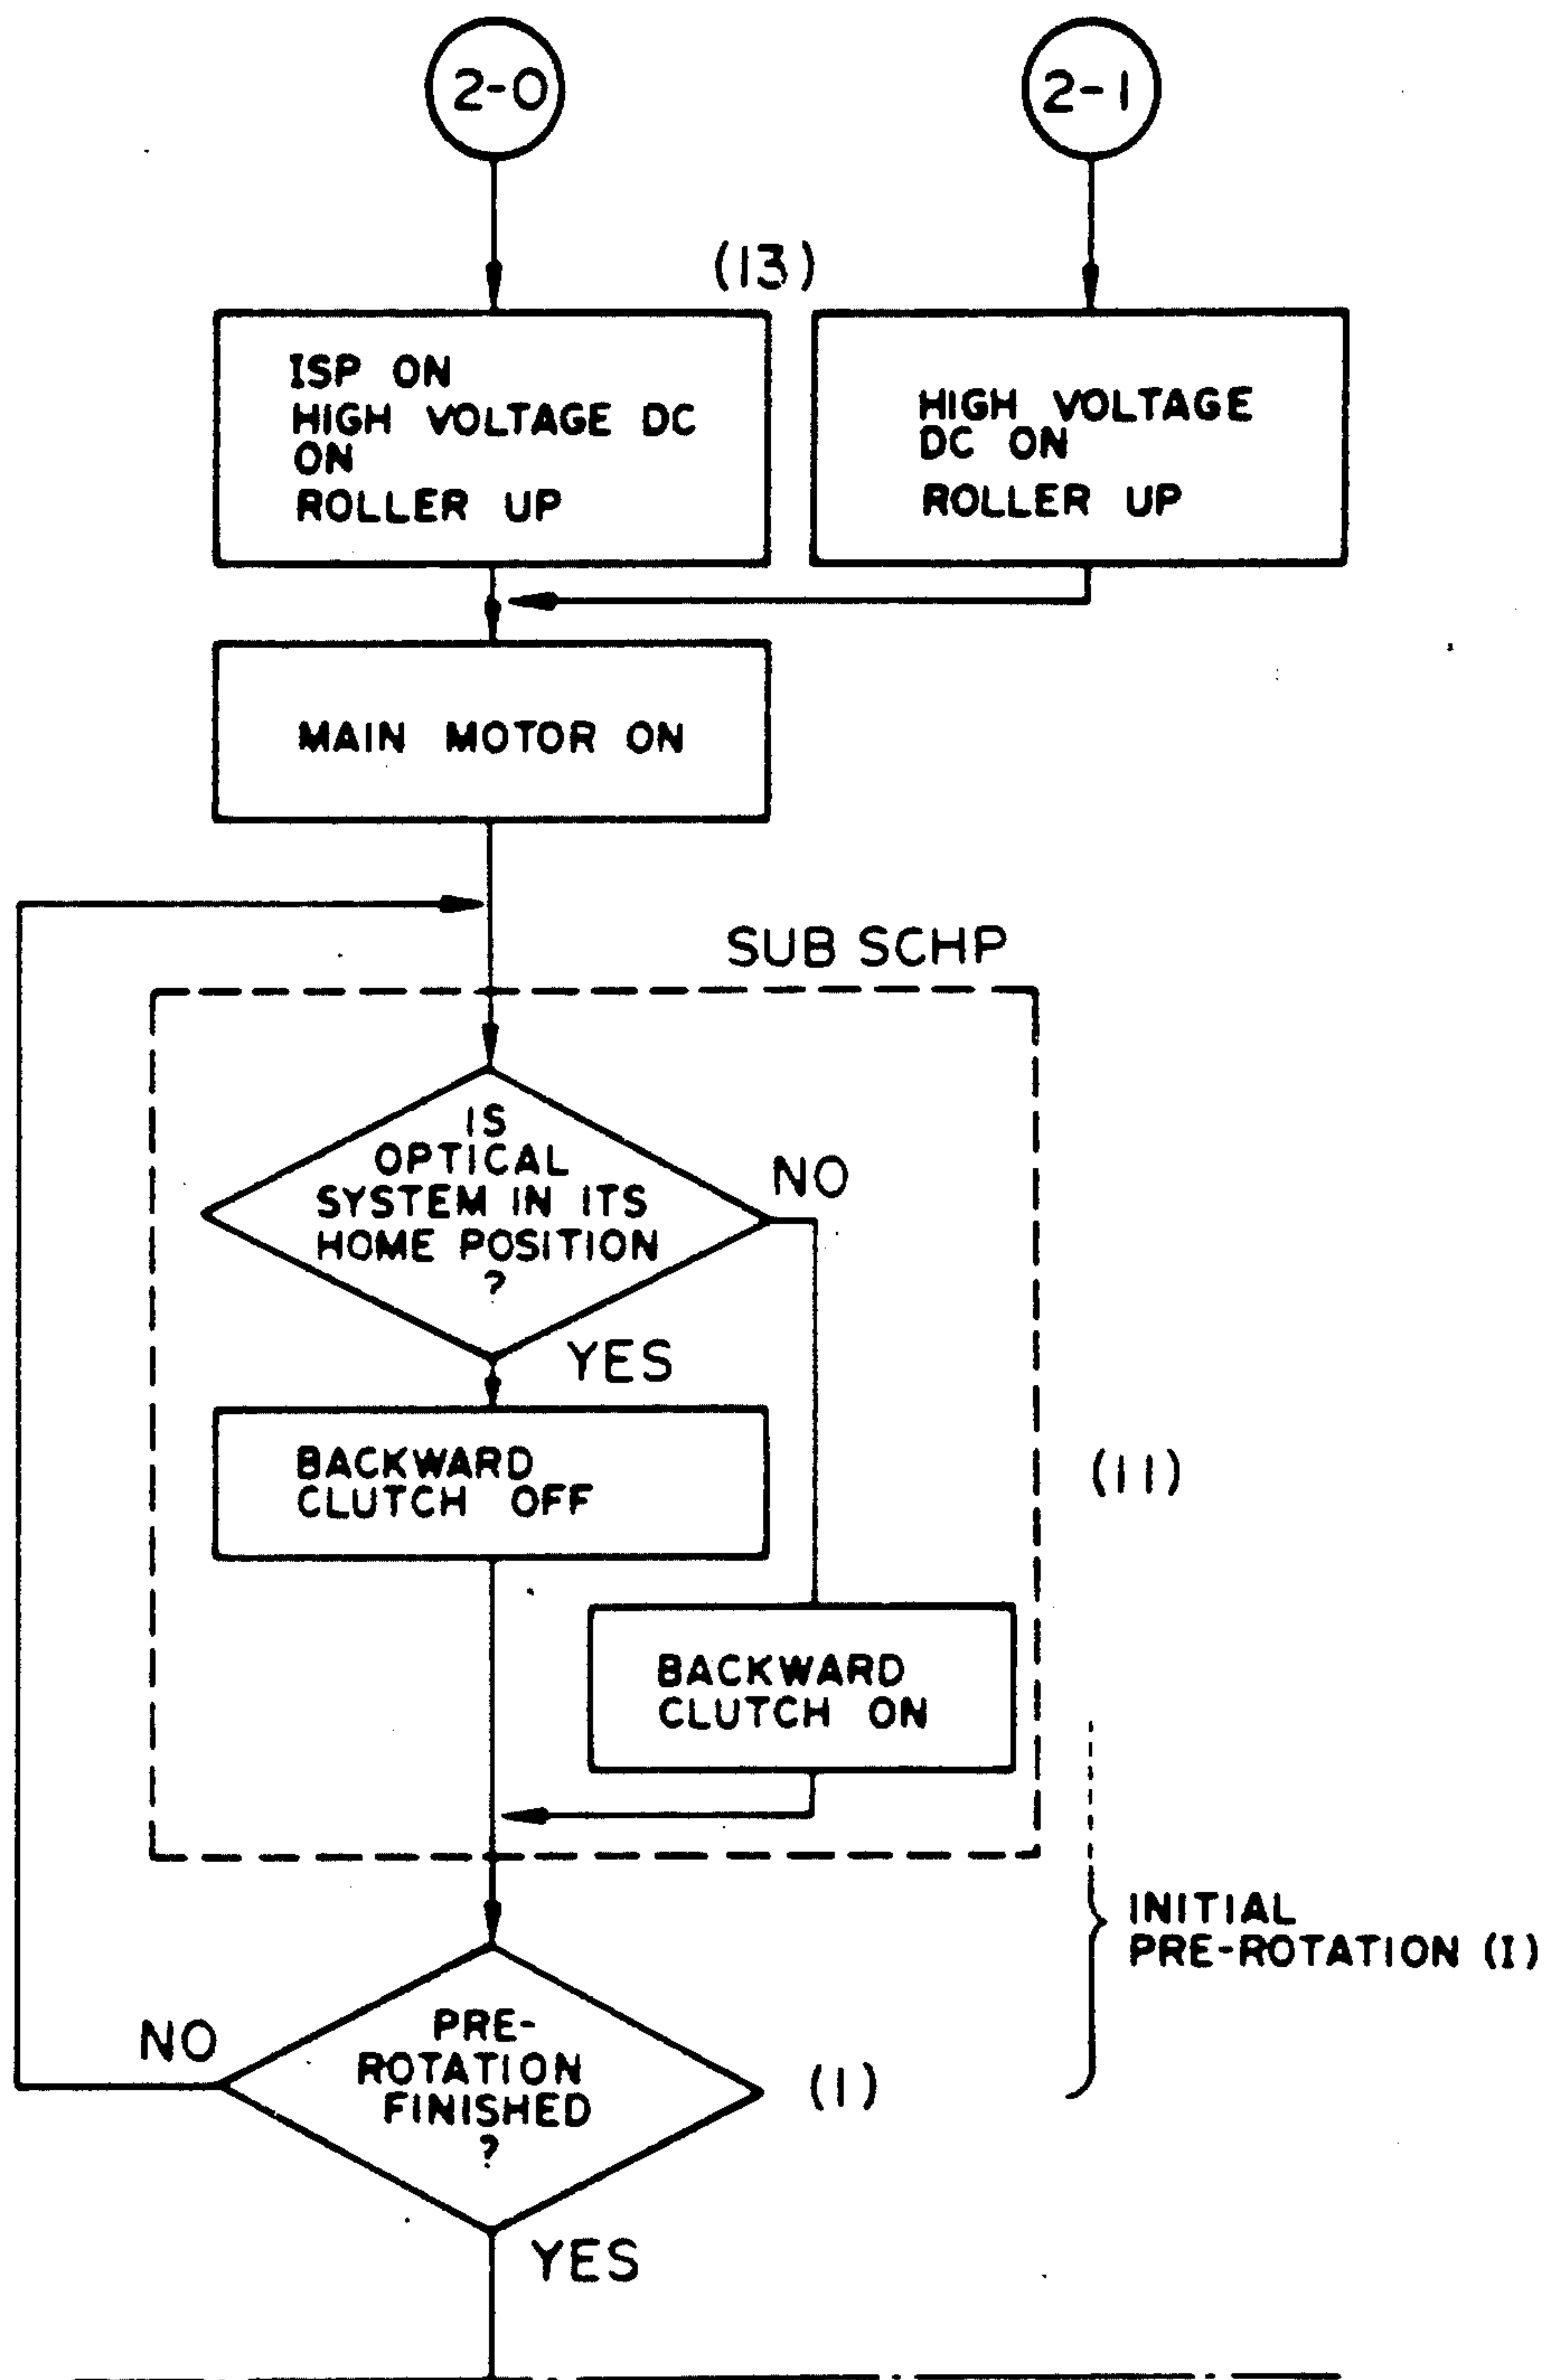 2-0
2-1
(13)
ISP ON
HIGH VOLTAGE DC
ON
ROLLER UP
HIGH VOLTAGE
DC ON
ROLLER UP
MAIN MOTOR ON
SUB SCHP
IS
OPTICAL
SYSTEM IN ITS
HOME POSITION
?
NO
YES
BACKWARD
CLUTCH OFF
(11)
BACKWARD
CLUTCH ON
INITIAL
PRE-ROTATION (I)
PRE-
ROTATION
FINISHED
?
NO
(1)
YES